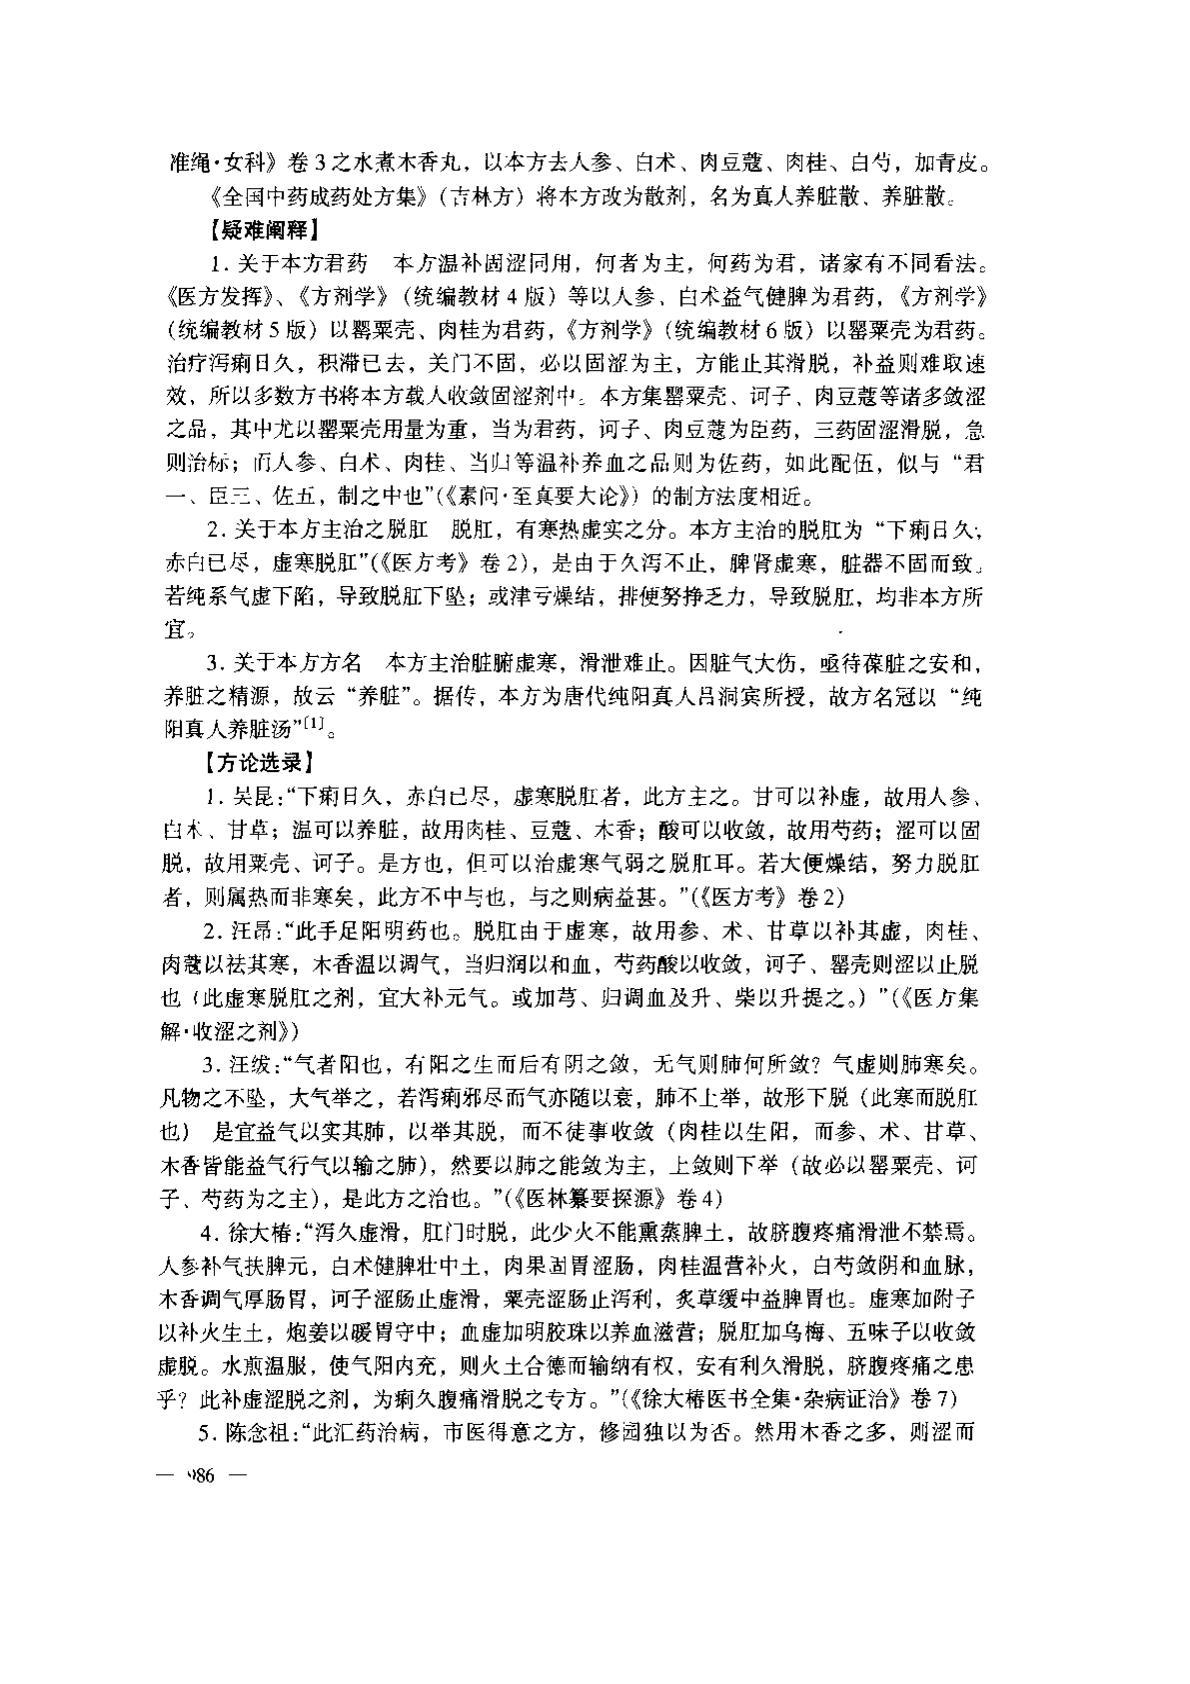 准绳·女科》卷3之水煮木香丸，以本方去人参、白术、肉豆蔻、肉桂、白芍，加青皮。
《全国中药成药处方集》（吉林方）将本方改为散剂，名为真人养脏散、养脏散。
【疑难阐释】
1. 关于本方君药　本方温补固涩同用，何者为主，何药为君，诸家有不同看法。
《医方发挥》、《方剂学》（统编教材4版）等以人参、白术益气健脾为君药，《方剂学》
（统编教材5版）以罂粟壳、肉桂为君药，《方剂学》（统编教材6版）以罂粟壳为君药。
治疗泻痢日久，积滞已去，关门不固，必以固涩为主，方能止其滑脱，补益则难取速
效，所以多数方书将本方载入收敛固涩剂中。本方集罂粟壳、诃子、肉豆蔻等诸多敛涩
之品，其中尤以罂粟壳用量为重，当为君药，诃子、肉豆蔻为臣药，三药固涩滑脱，急
则治标；而人参、白术、肉桂、当归等温补养血之品则为佐药，如此配伍，似与“君
一、臣三、佐五，制之中也”（《素问·至真要大论》）的制方法度相近。
2. 关于本方主治之脱肛　脱肛，有寒热虚实之分。本方主治的脱肛为“下痢日久，
赤白已尽，虚寒脱肛”（《医方考》卷2），是由于久泻不止，脾肾虚寒，脏器不固而致。
若纯系气虚下陷，导致脱肛下坠；或津亏燥结，排便努挣乏力，导致脱肛，均非本方所
宜。
3. 关于本方方名　本方主治脏腑虚寒，滑泄难止。因脏气大伤，亟待葆脏之安和，
养脏之精源，故云“养脏”。据传，本方为唐代纯阳真人吕洞宾所授，故方名冠以“纯
阳真人养脏汤”[1]。
【方论选录】
1. 吴昆：“下痢日久，赤白已尽，虚寒脱肛者，此方主之。甘可以补虚，故用人参、
白术、甘草；温可以养脏，故用肉桂、豆蔻、木香；酸可以收敛，故用芍药；涩可以固
脱，故用粟壳、诃子。是方也，但可以治虚寒气弱之脱肛耳。若大便燥结，努力脱肛
者，则属热而非寒矣，此方不中与也，与之则病益甚。”（《医方考》卷2）
2. 汪昂：“此手足阳明药也。脱肛由于虚寒，故用参、术、甘草以补其虚，肉桂、
肉蔻以祛其寒，木香温以调气，当归润以和血，芍药酸以收敛，诃子、罂壳则涩以止脱
也（此虚寒脱肛之剂，宜大补元气。或加芎、归调血及升、柴以升提之。）”（《医方集
解·收涩之剂》）
3. 汪绂：“气者阳也，有阳之生而后有阴之敛，无气则肺何所敛？气虚则肺寒矣。
凡物之不坠，大气举之，若泻痢邪尽而气亦随以衰，肺不上举，故形下脱（此寒而脱肛
也） 是宜益气以实其肺，以举其脱，而不徒事收敛（肉桂以生阳，而参、术、甘草、
木香皆能益气行气以输之肺），然要以肺之能敛为主，上敛则下举（故必以罂粟壳、诃
子、芍药为之主），是此方之治也。”（《医林纂要探源》卷4）
4. 徐大椿：“泻久虚滑，肛门时脱，此少火不能熏蒸脾土，故脐腹疼痛滑泄不禁焉。
人参补气扶脾元，白术健脾壮中土，肉果固胃涩肠，肉桂温营补火，白芍敛阴和血脉，
木香调气厚肠胃，诃子涩肠止虚滑，粟壳涩肠止泻利，炙草缓中益脾胃也。虚寒加附子
以补火生土，炮姜以暖胃守中；血虚加明胶珠以养血滋营；脱肛加乌梅、五味子以收敛
虚脱。水煎温服，使气阳内充，则火土合德而输纳有权，安有利久滑脱，脐腹疼痛之患
乎？此补虚涩脱之剂，为痢久腹痛滑脱之专方。”（《徐大椿医书全集·杂病证治》卷7）
5. 陈念祖：“此汇药治病，市医得意之方，修园独以为否。然用木香之多，则涩而
— 986 —